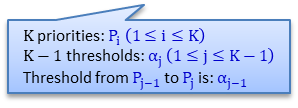 K priorities: Pᵢ (1 ≤ i ≤ K)
K – 1 thresholds: αⱼ (1 ≤ j ≤ K – 1)
Threshold from Pⱼ₋₁ to Pⱼ is: αⱼ₋₁